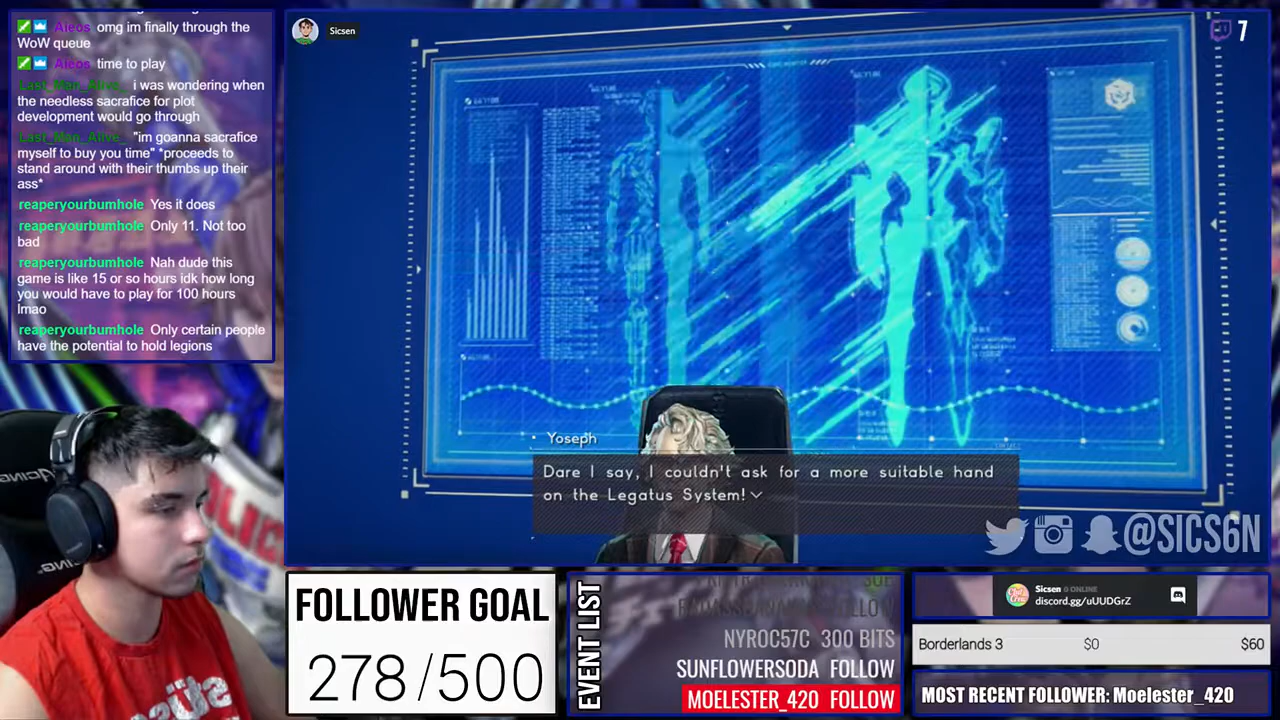 Aieos omg im finally through the
WoW queue
Aieos time to play
Last_Man_Alive_ i was wondering when
the needless sacrafice for plot
development would go through
Last_Man_Alive_ "im goanna sacrafice
myself to buy you time" *proceeds to
stand around with their thumbs up their
ass*
reaperyourbumhole Yes it does
reaperyourbumhole Only 11. Not too
bad
reaperyourbumhole Nah dude this
game is like 15 or so hours idk how long
you would have to play for 100 hours
lmao
reaperyourbumhole Only certain people
have the potential to hold legions
Sicsen
7
Yoseph
Dare I say, I couldn't ask for a more suitable hand
on the Legatus System!
@SICS6N
FOLLOWER GOAL
278/500
EVENT LIST
FOLLOW
NYROC57C 300 BITS
SUNFLOWERSODA FOLLOW
MOELESTER_420 FOLLOW
Sicsen 0 ONLINE
discord.gg/uUUDGrZ
Borderlands 3 $0 $60
MOST RECENT FOLLOWER: Moelester_420